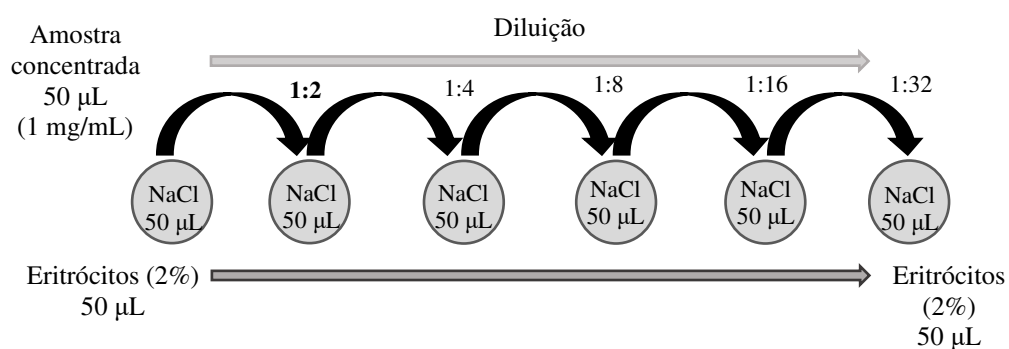 Diluição
Amostra
concentrada
50 µL
(1 mg/mL)
1:2
1:4
1:8
1:16
1:32
NaCl
50 µL
NaCl
50 µL
NaCl
50 µL
NaCl
50 µL
NaCl
50 µL
NaCl
50 µL
Eritrócitos (2%)
50 µL
Eritrócitos
(2%)
50 µL